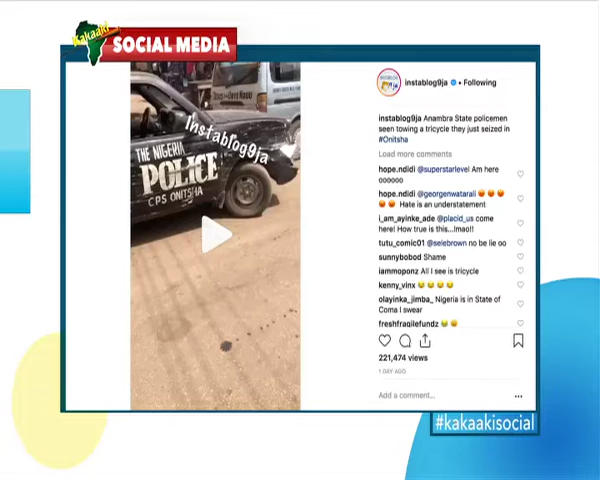 Kakaaki
SOCIAL MEDIA
Instablog9ja
THE NIGERIA
POLICE
CPS ONITSHA
instablog9ja • Following
instablog9ja Anambra State policemen
seen towing a tricycle they just seized in
#Onitsha
Load more comments
hope.ndidi @superstarlevel Am here
oooooo
hope.ndidi @georgenwatarali 😡 😡 😡
😡 😡 Hate is an understatement
i_am_ayinke_ade @placid_us come
here! How true is this...lmao!!
tutu_comic01 @seiebrown no be lie oo
sunnybobod Shame
iammoponz All I see is tricycle
kenny_vinx 😂 😂 😂 😂
olayinka_jimba_ Nigeria is in State of
Coma I swear
freshfragilefundz 😂 😀
221,474 views
1 DAY AGO
Add a comment...
#kakaakisocial